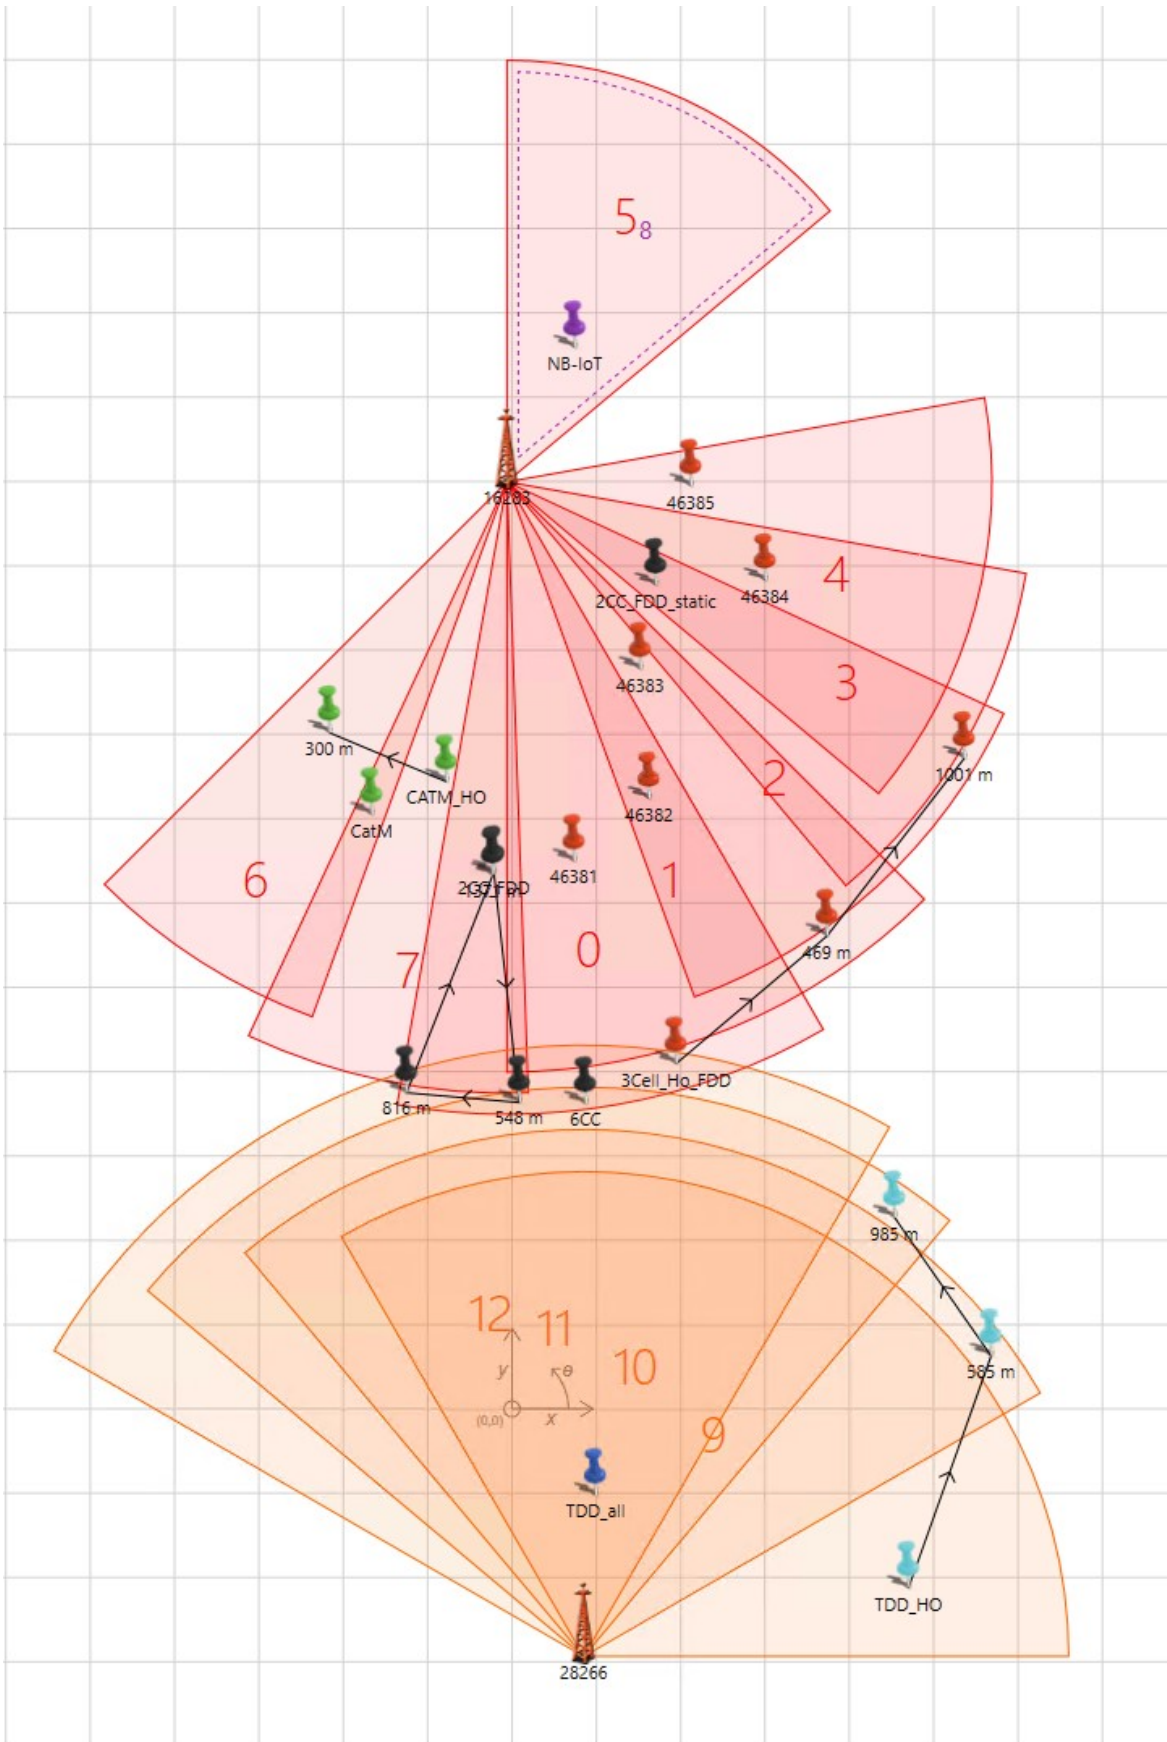 5
8
NB-IoT
16283
46385
2CC_FDD_static
46384
4
46383
3
300 m
1001 m
CATM_HO
2
46382
CatM
46381
6
2CC_FDD
1
469 m
0
7
3Cell_Ho_FDD
816 m
548 m
6CC
985 m
12
11
10
585 m
y
θ
(0,0)
x
9
TDD_all
TDD_HO
28266